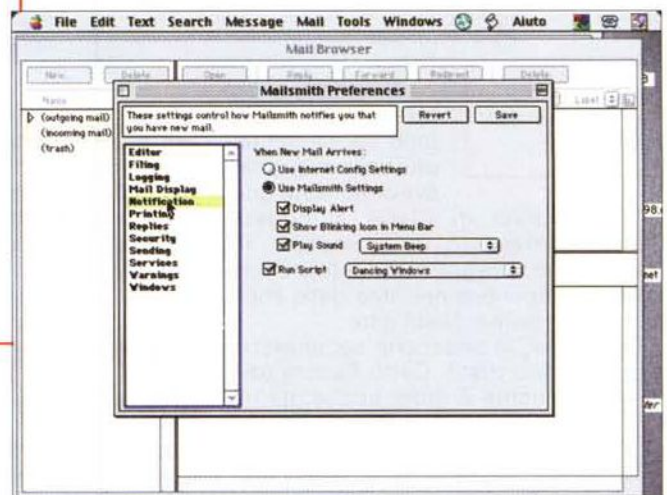 File Edit Text Search Message Mail Tools Windows Aiuto
Mail Browser
New... Delete Open Reply Forward Redirect Delete
Name
Label
(outgoing mail)
(incoming mail)
(trash)
Mailsmith Preferences
These settings control how Mailsmith notifies you that
you have new mail.
Revert Save
Editor
Filing
Logging
Mail Display
Notification
Printing
Replies
Security
Sending
Services
Warnings
Windows
When New Mail Arrives:
Use Internet Config Settings
Use Mailsmith Settings
Display Alert
Show Blinking Icon in Menu Bar
Play Sound System Beep
Run Script Dancing Windows
98.
net